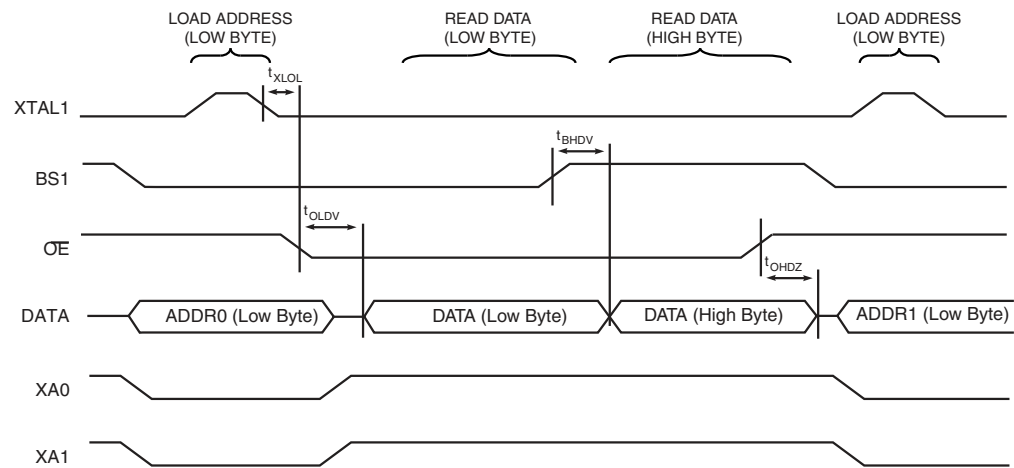 LOAD ADDRESS
(LOW BYTE)
READ DATA
(LOW BYTE)
READ DATA
(HIGH BYTE)
LOAD ADDRESS
(LOW BYTE)
tXLOL
XTAL1
tBHDV
BS1
tOLDV
OE
tOHDZ
DATA
ADDR0 (Low Byte)
DATA (Low Byte)
DATA (High Byte)
ADDR1 (Low Byte)
XA0
XA1